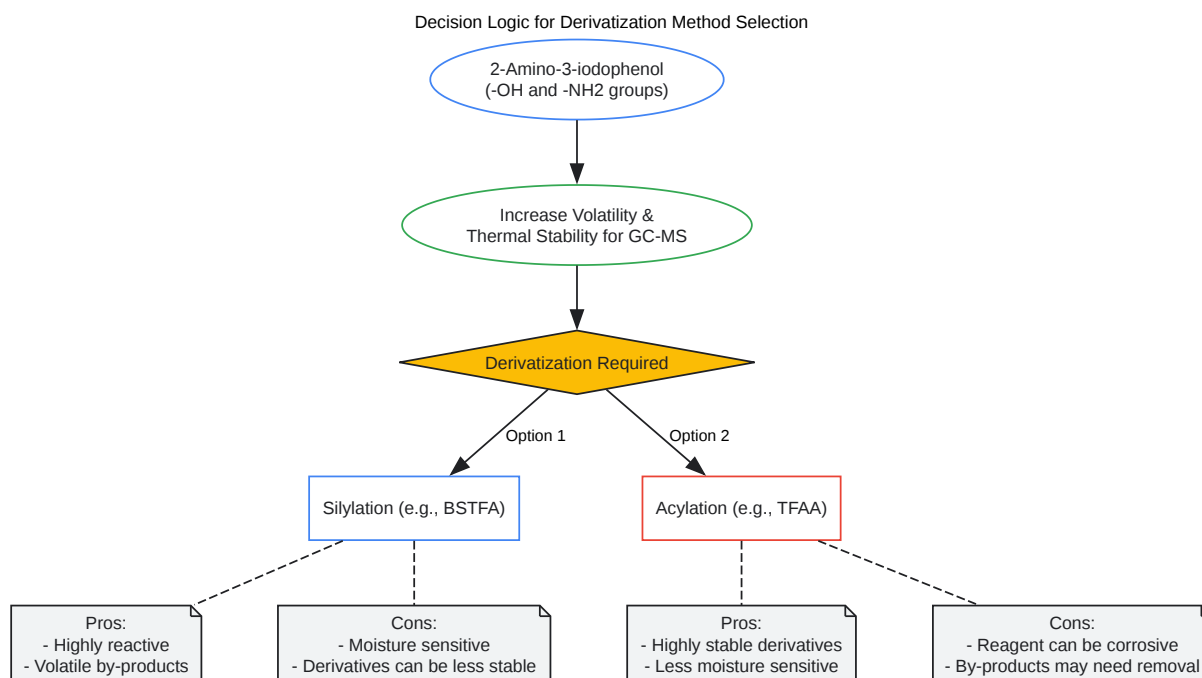 Decision Logic for Derivatization Method Selection
2-Amino-3-iodophenol
(-OH and -NH2 groups)
Increase Volatility &
Thermal Stability for GC-MS
Derivatization Required
Option 1
Option 2
Silylation (e.g., BSTFA)
Acylation (e.g., TFAA)
Pros:
- Highly reactive
- Volatile by-products
Cons:
- Moisture sensitive
- Derivatives can be less stable
Pros:
- Highly stable derivatives
- Less moisture sensitive
Cons:
- Reagent can be corrosive
- By-products may need removal